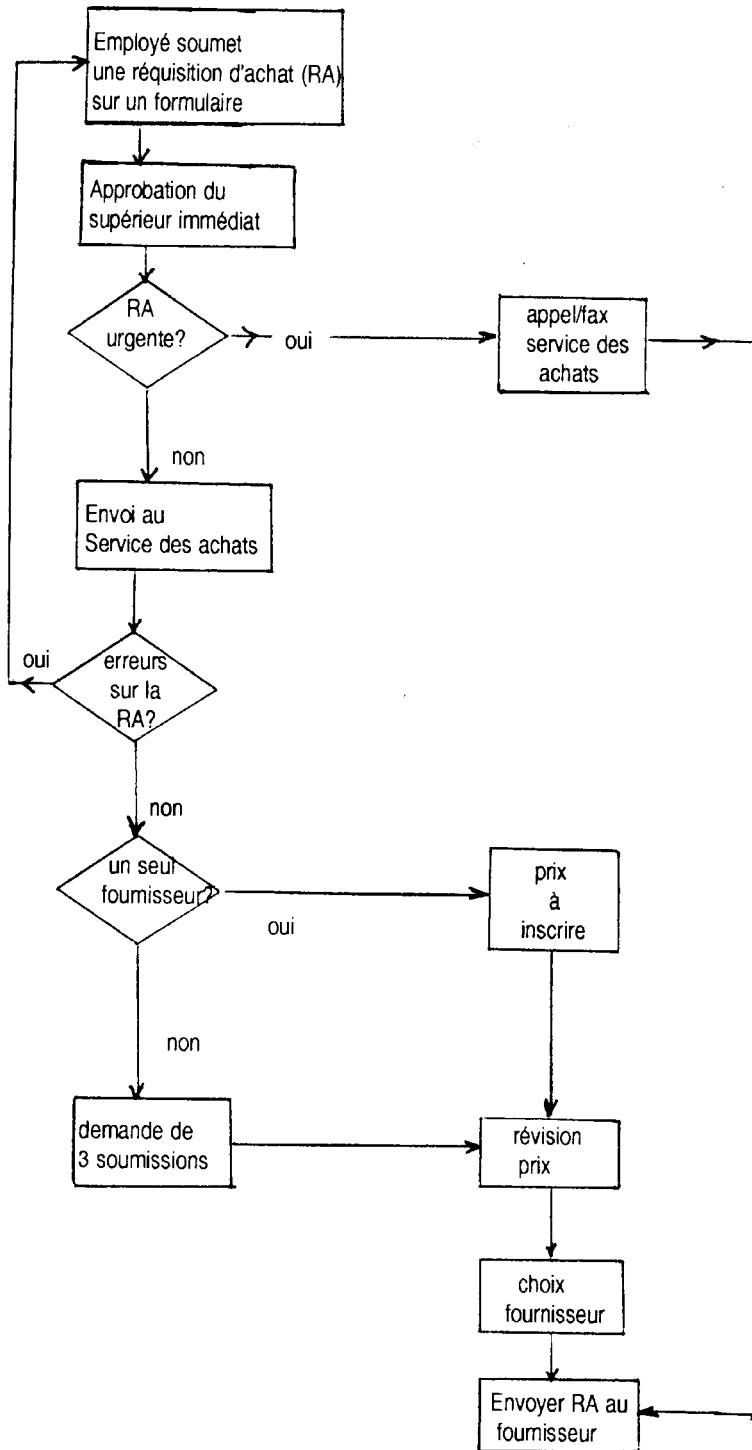 Employé soumet
une réquisition d'achat (RA)
sur un formulaire
Approbation du
supérieur immédiat
RA
urgente?
oui
appel/fax
service des
achats
non
Envoi au
Service des achats
oui
erreurs
sur la
RA?
non
un seul
fournisseur?
oui
prix
à
inscrire
non
demande de
3 soumissions
révision
prix
choix
fournisseur
Envoyer RA au
fournisseur